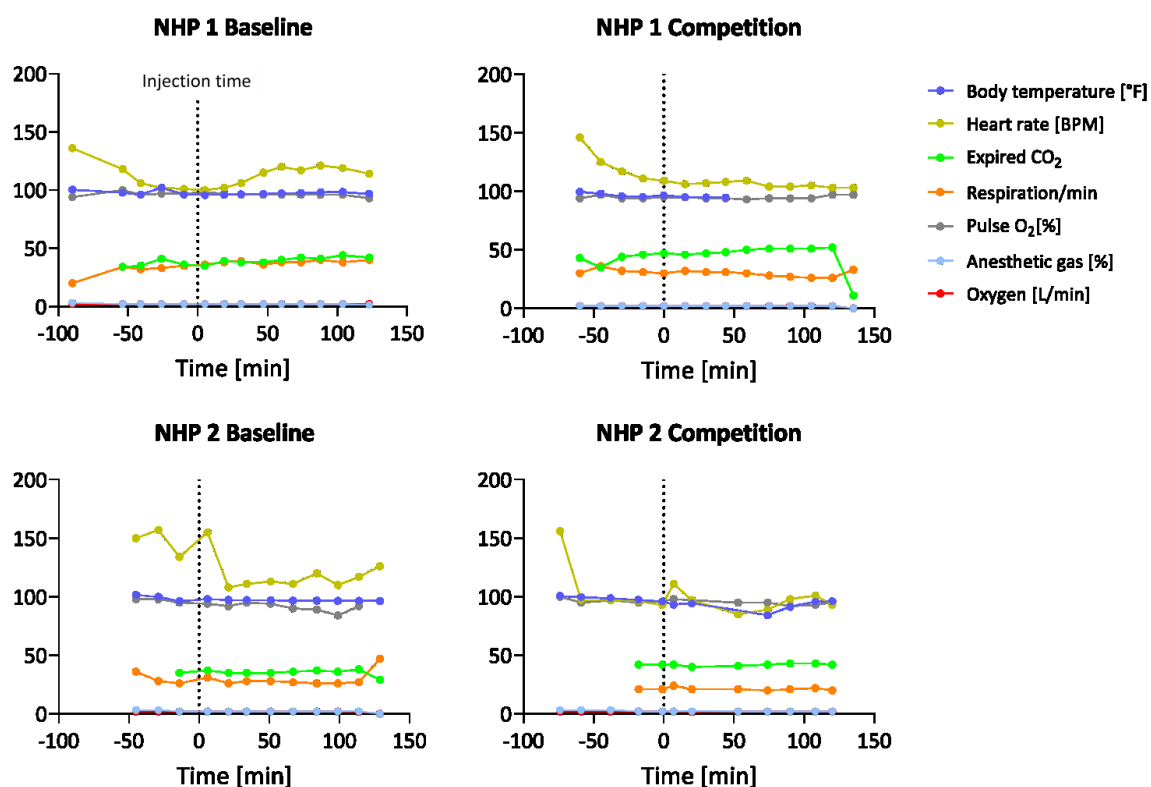 NHP 1 Baseline
Injection time
200
150
100
50
0
-100 -50 0 50 100 150
Time [min]
NHP 1 Competition
200
150
100
50
0
-100 -50 0 50 100 150
Time [min]
Body temperature [°F]
Heart rate [BPM]
Expired CO₂
Respiration/min
Pulse O₂[%]
Anesthetic gas [%]
Oxygen [L/min]
NHP 2 Baseline
200
150
100
50
0
-100 -50 0 50 100 150
Time [min]
NHP 2 Competition
200
150
100
50
0
-100 -50 0 50 100 150
Time [min]